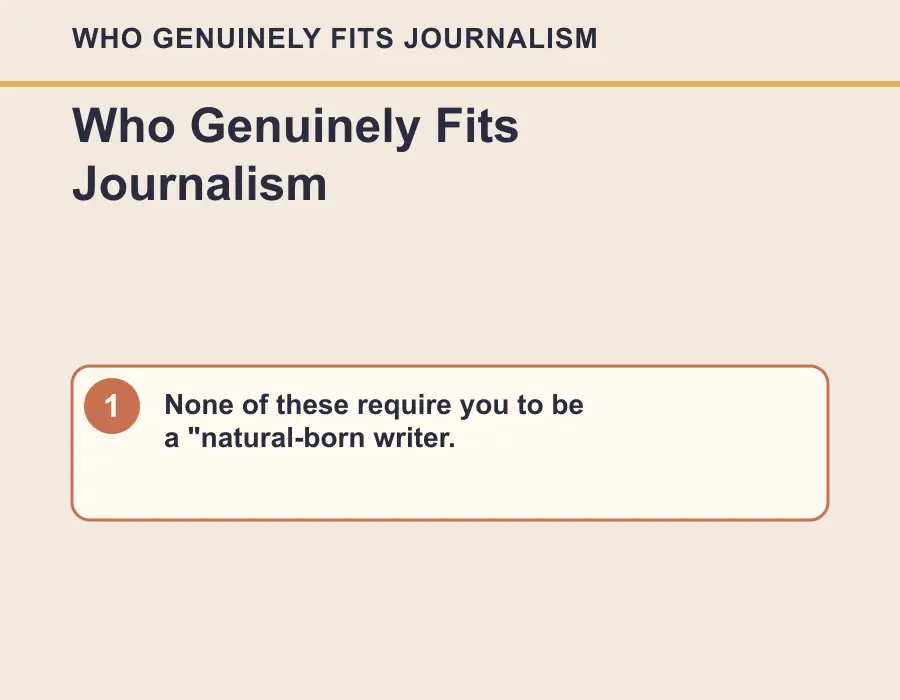 WHO GENUINELY FITS JOURNALISM
Who Genuinely Fits
Journalism
1
None of these require you to be
a "natural-born writer.